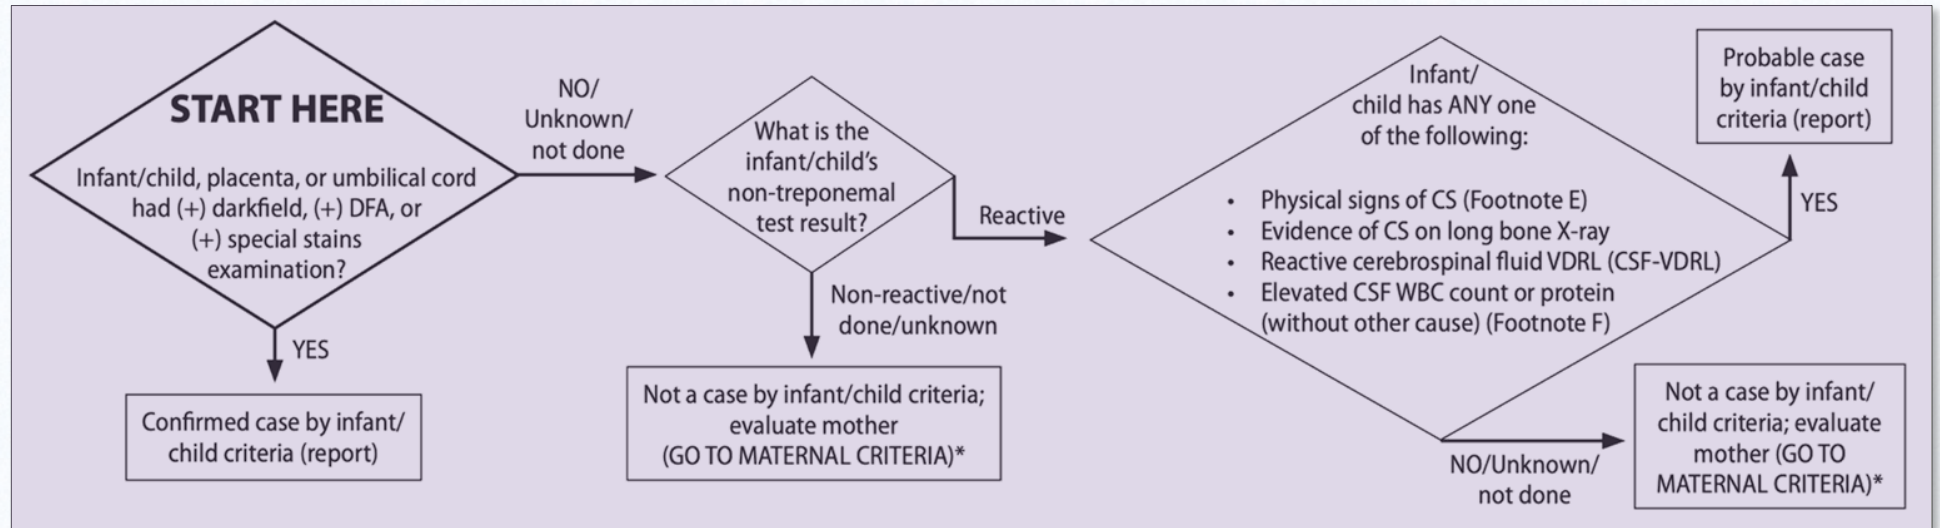 START HERE
Infant/child, placenta, or umbilical cord
had (+) darkfield, (+) DFA, or
(+) special stains
examination?
YES
Confirmed case by infant/
child criteria (report)
NO/
Unknown/
not done
What is the
infant/child's
non-treponemal
test result?
Non-reactive/not
done/unknown
Not a case by infant/child criteria;
evaluate mother
(GO TO MATERNAL CRITERIA)*
Reactive
Infant/
child has ANY one
of the following:
• Physical signs of CS (Footnote E)
• Evidence of CS on long bone X-ray
• Reactive cerebrospinal fluid VDRL (CSF-VDRL)
• Elevated CSF WBC count or protein
(without other cause) (Footnote F)
YES
Probable case
by infant/child
criteria (report)
NO/Unknown/
not done
Not a case by infant/
child criteria; evaluate
mother (GO TO
MATERNAL CRITERIA)*